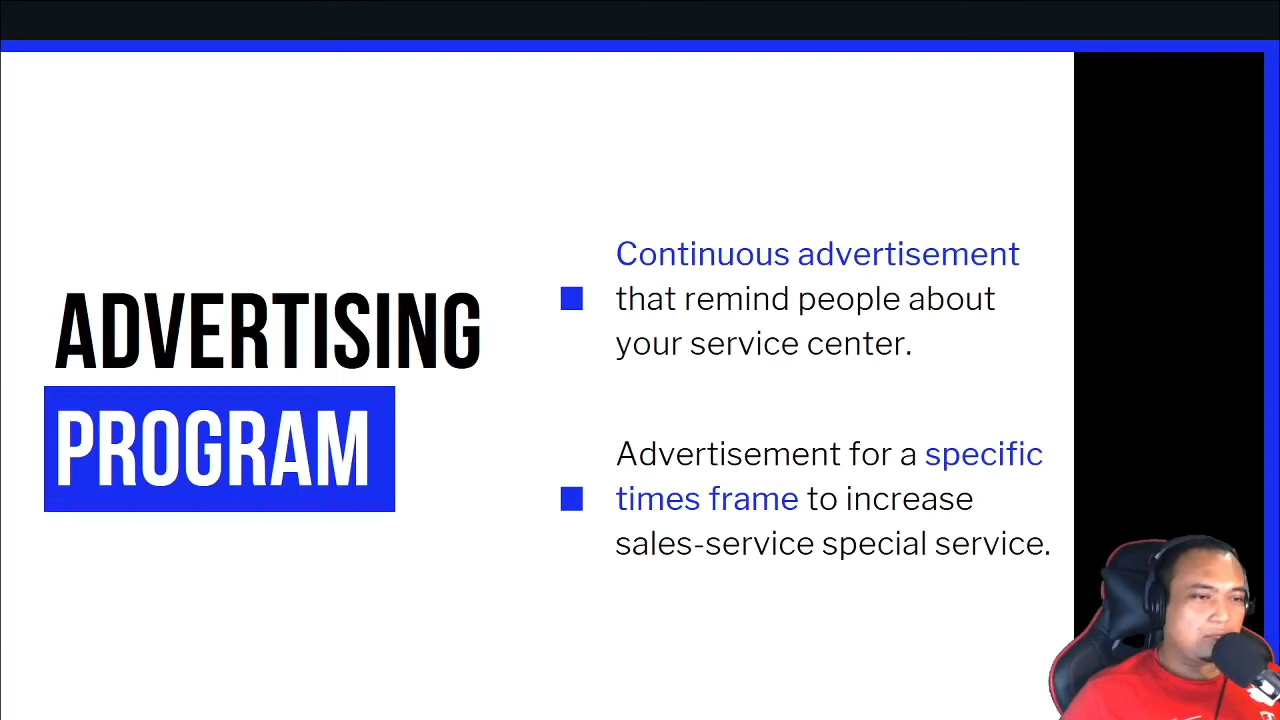 ADVERTISING
PROGRAM
Continuous advertisement
that remind people about
your service center.
Advertisement for a specific
times frame to increase
sales-service special service.